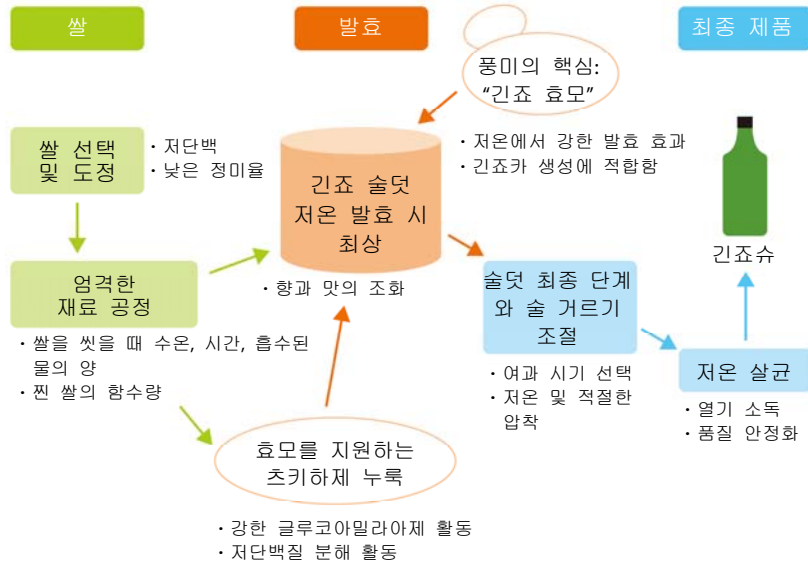 쌀
발효
최종 제품
풍미의 핵심:
“긴죠 효모”
・저온에서 강한 발효 효과
・긴죠카 생성에 적합함
쌀 선택
및 도정
・저단백
・낮은 정미율
긴죠 술덧
저온 발효 시
최상
・향과 맛의 조화
엄격한
재료 공정
・쌀을 씻을 때 수온, 시간, 흡수된
물의 양
・찐 쌀의 함수량
효모를 지원하는
츠키하제 누룩
・강한 글루코아밀라아제 활동
・저단백질 분해 활동
술덧 최종 단계
와 술 거르기
조절
・여과 시기 선택
・저온 및 적절한
압착
긴죠슈
저온 살균
・열기 소독
・품질 안정화